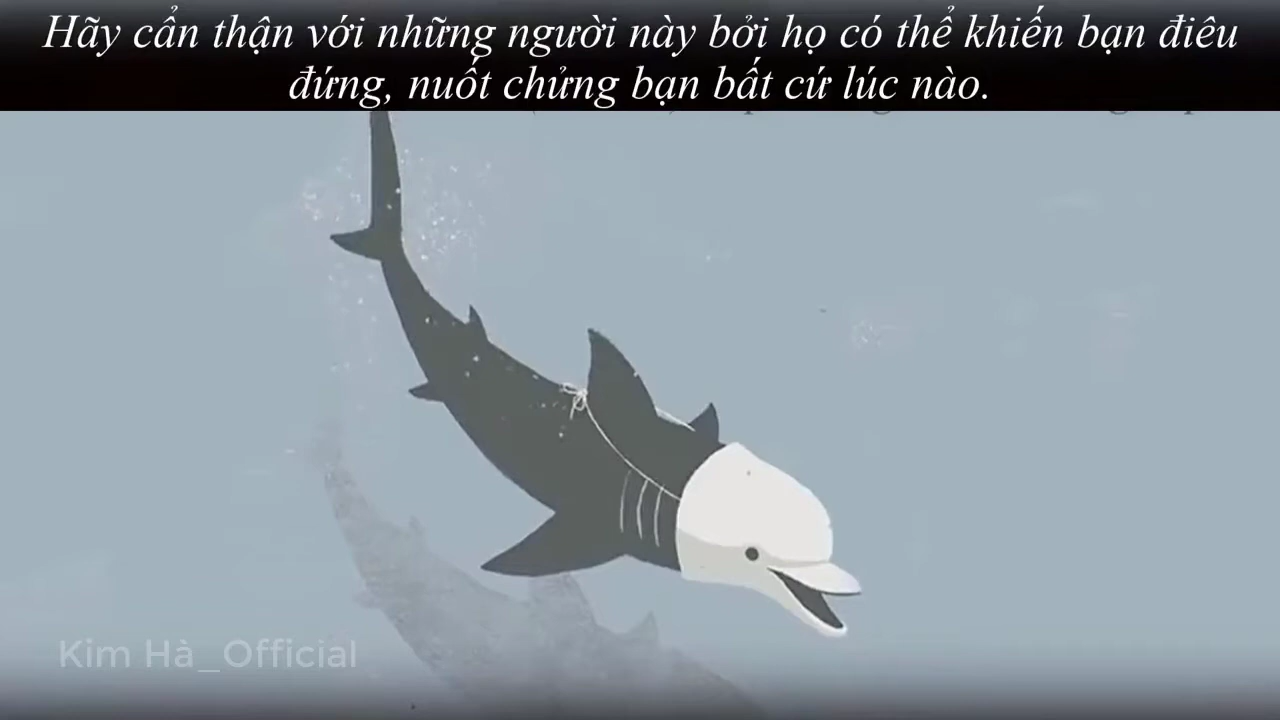 Hãy cẩn thận với những người này bởi họ có thể khiến bạn điêu
đứng, nuốt chửng bạn bất cứ lúc nào.
Kim Hà_Official